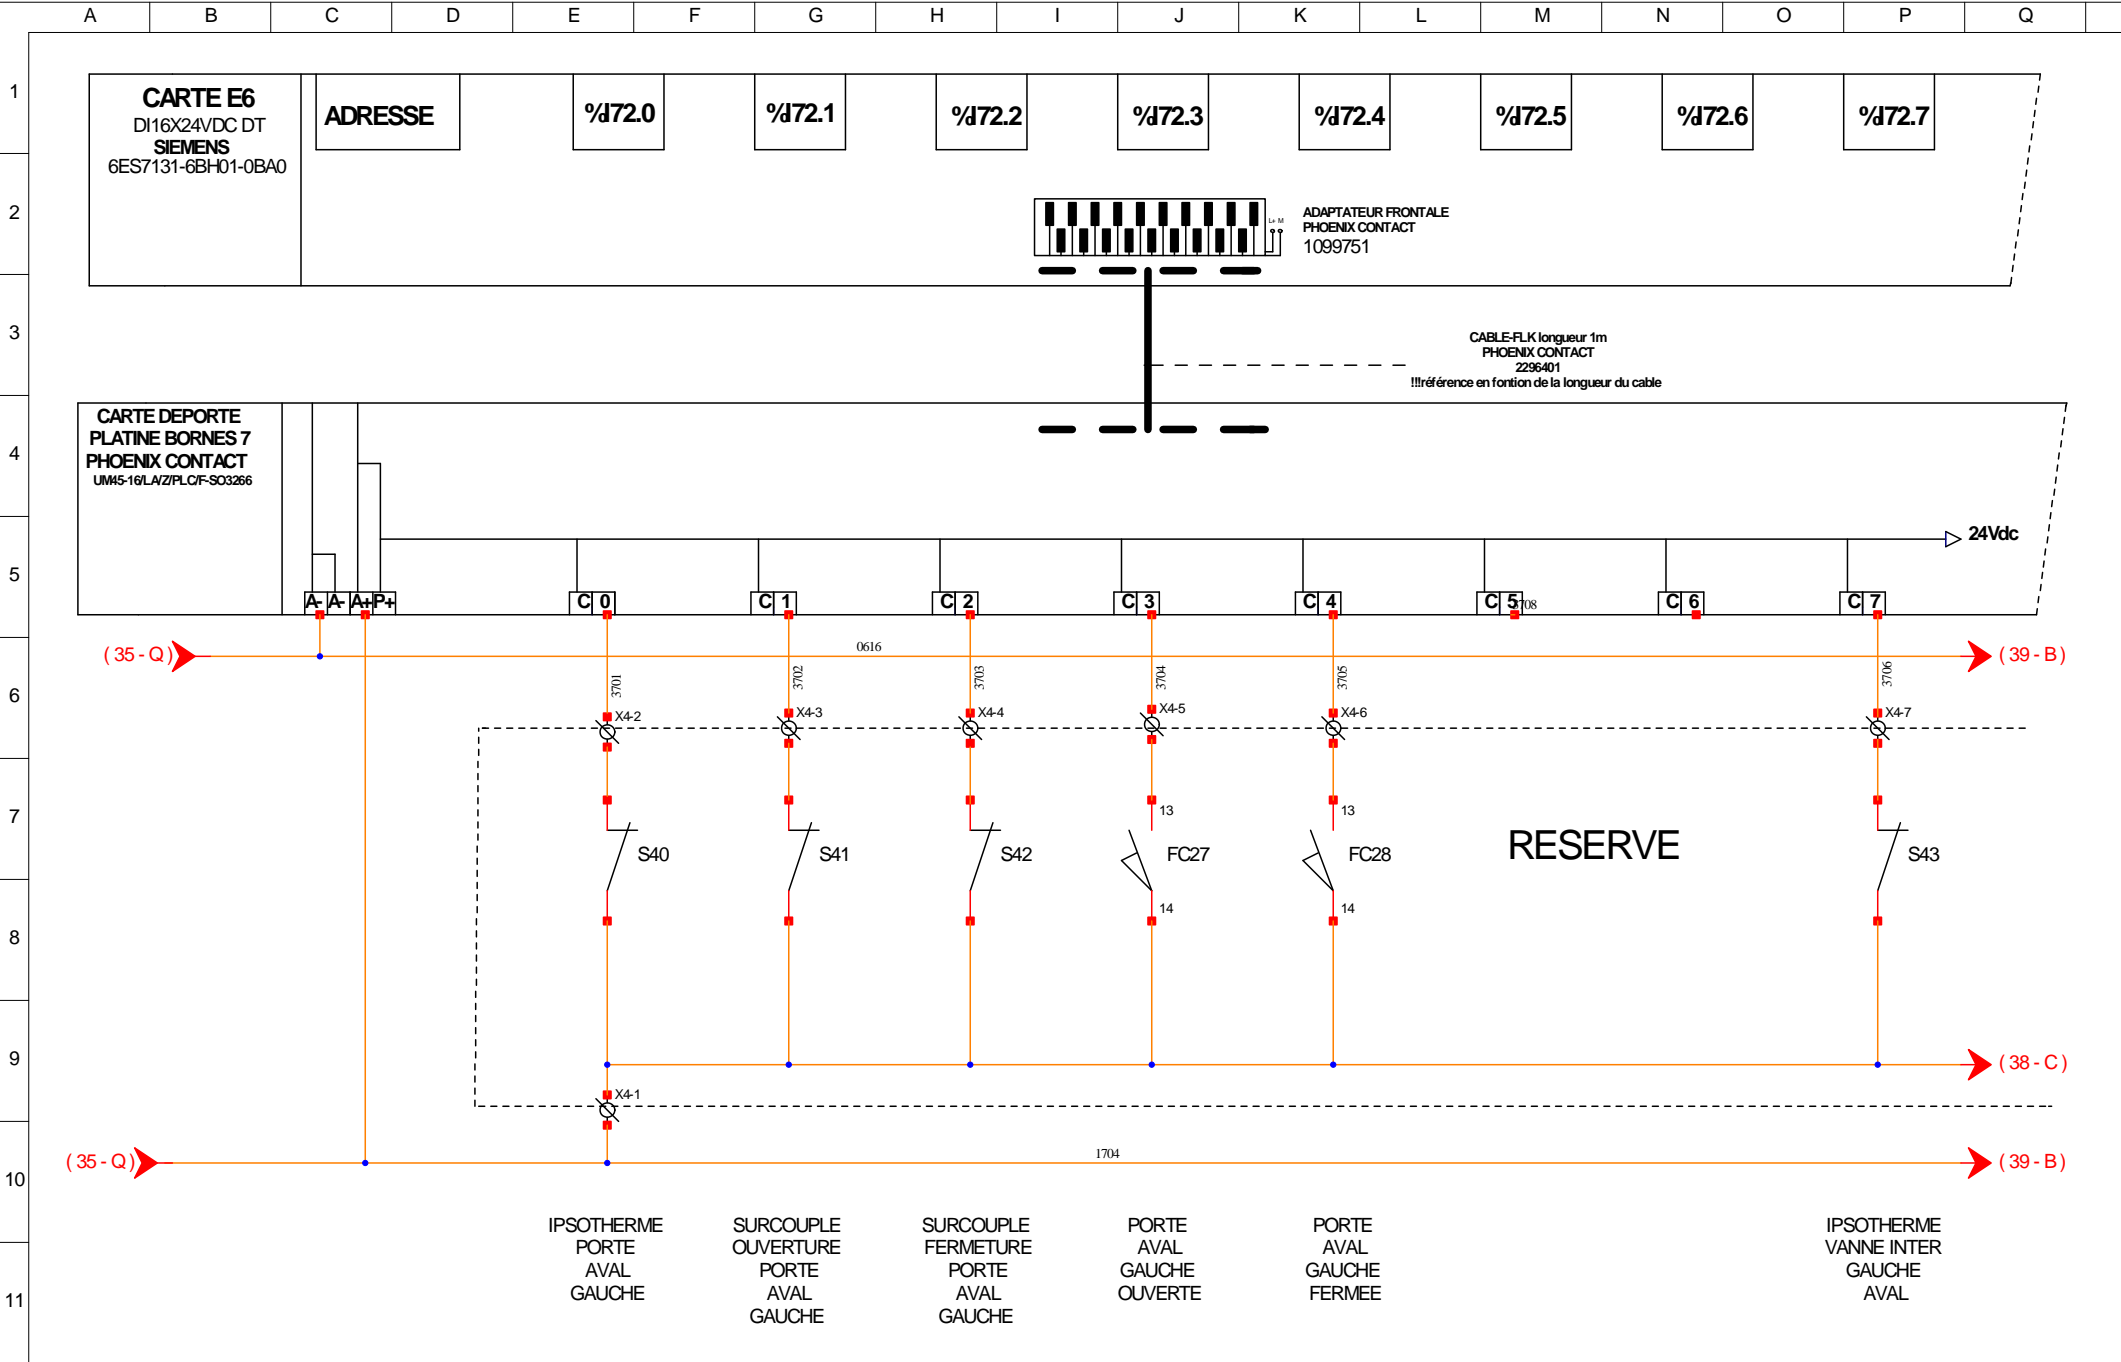 A B C D E F G H I J K L M N O P Q
1
CARTE E6
DI16X24VDC DT
SIEMENS
6ES7131-6BH01-0BA0
ADRESSE
%I72.0 %I72.1 %I72.2 %I72.3 %I72.4 %I72.5 %I72.6 %I72.7
2
L+ M
ADAPTATEUR FRONTALE
PHOENIX CONTACT
1099751
3
CABLE-FLK longueur 1m
PHOENIX CONTACT
2296401
!!!référence en fontion de la longueur du cable
4
CARTE DEPORTE
PLATINE BORNES 7
PHOENIX CONTACT
UM45-16/LA/Z/PLC/F-SO3266
24Vdc
5
A- A- A+ P+ C 0 C 1 C 2 C 3 C 4 C 5 C 6 C 7
3708
(35-Q) 0616 (39-B)
6
3701 3702 3703 3704 3705 3706
X4-2 X4-3 X4-4 X4-5 X4-6 X4-7
7
13 13
S40 S41 S42 FC27 FC28 RESERVE S43
14 14
8
9
(38-C)
X4-1
(35-Q) 1704 (39-B)
10
IPSOTHERME
PORTE
AVAL
GAUCHE
SURCOUPLE
OUVERTURE
PORTE
AVAL
GAUCHE
SURCOUPLE
FERMETURE
PORTE
AVAL
GAUCHE
PORTE
AVAL
GAUCHE
OUVERTE
PORTE
AVAL
GAUCHE
FERMEE
IPSOTHERME
VANNE INTER
GAUCHE
AVAL
11